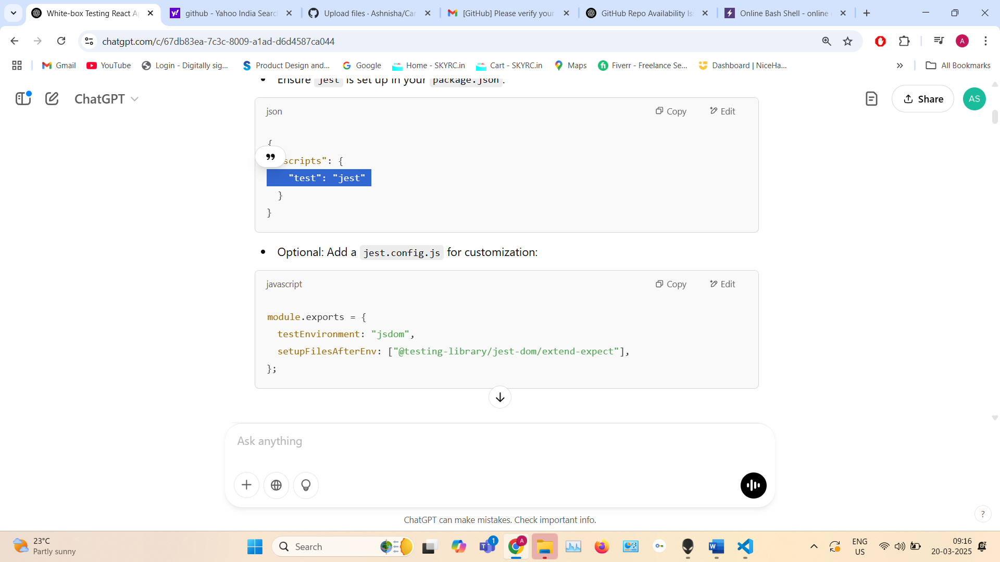 White-box Testing React Ap
github - Yahoo India Searc
Upload files · Ashnisha/Car
[GitHub] Please verify your
GitHub Repo Availability Iss
Online Bash Shell - online
chatgpt.com/c/67db83ea-7c3c-8009-a1ad-d6d4587ca044
A
Gmail
YouTube
Login - Digitally sig...
Product Design and...
Google
Home - SKYRC.in
Cart - SKYRC.in
Maps
Fiverr - Freelance Se...
Dashboard | NiceHa...
All Bookmarks
Ensure jest is set up in your package.json.
ChatGPT
Share
AS
json
Copy
Edit
{
scripts": {
"test": "jest"
}
}
Optional: Add a jest.config.js for customization:
javascript
Copy
Edit
module.exports = {
testEnvironment: "jsdom",
setupFilesAfterEnv: ["@testing-library/jest-dom/extend-expect"],
};
Ask anything
ChatGPT can make mistakes. Check important info.
?
23°C
Partly sunny
Search
1
A
ENG
US
09:16
20-03-2025